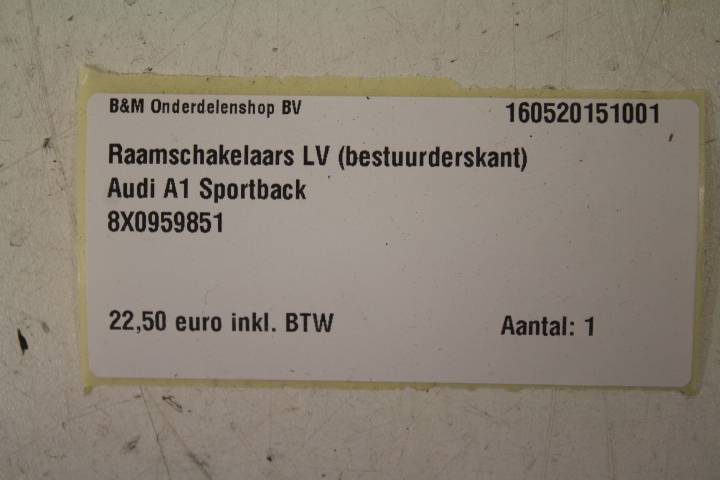 B&M Onderdelenshop BV 160520151001
Raamschakelaars LV (bestuurderskant)
Audi A1 Sportback
8X0959851
22,50 euro inkl. BTW Aantal: 1